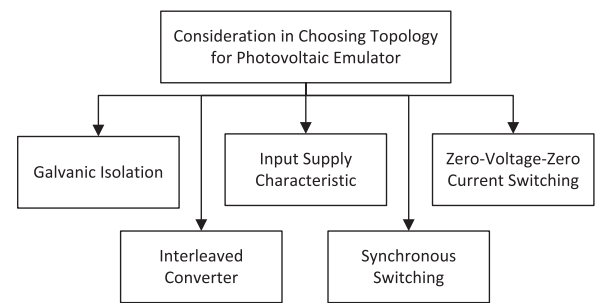 Consideration in Choosing Topology
for Photovoltaic Emulator
Galvanic Isolation
Input Supply
Characteristic
Zero-Voltage-Zero
Current Switching
Interleaved
Converter
Synchronous
Switching